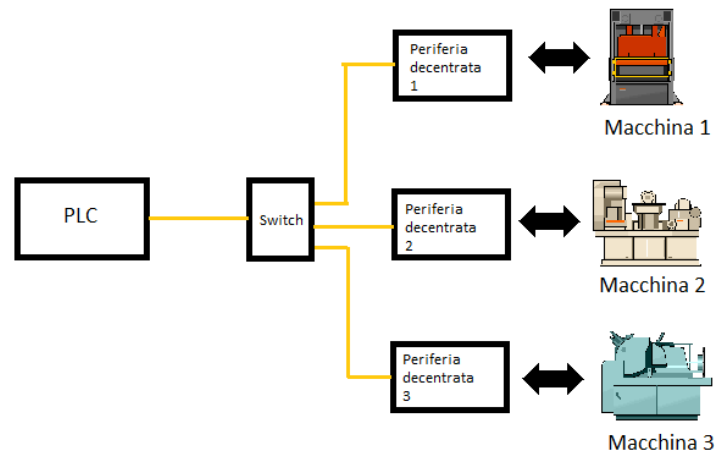 Periferia
decentrata
1
Macchina 1
PLC
Switch
Periferia
decentrata
2
Macchina 2
Periferia
decentrata
3
Macchina 3